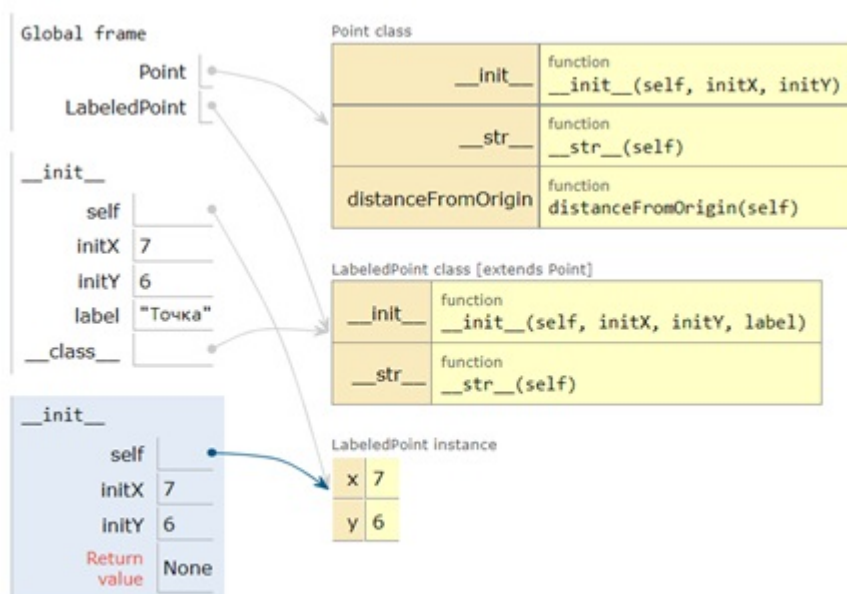 Global frame
Point
LabeledPoint
__init__
self
initX 7
initY 6
label "Точка"
__class__
__init__
self
initX 7
initY 6
Return
value None
Point class
__init__ function
__init__(self, initX, initY)
__str__ function
__str__(self)
distanceFromOrigin function
distanceFromOrigin(self)
LabeledPoint class [extends Point]
__init__ function
__init__(self, initX, initY, label)
__str__ function
__str__(self)
LabeledPoint instance
x 7
y 6